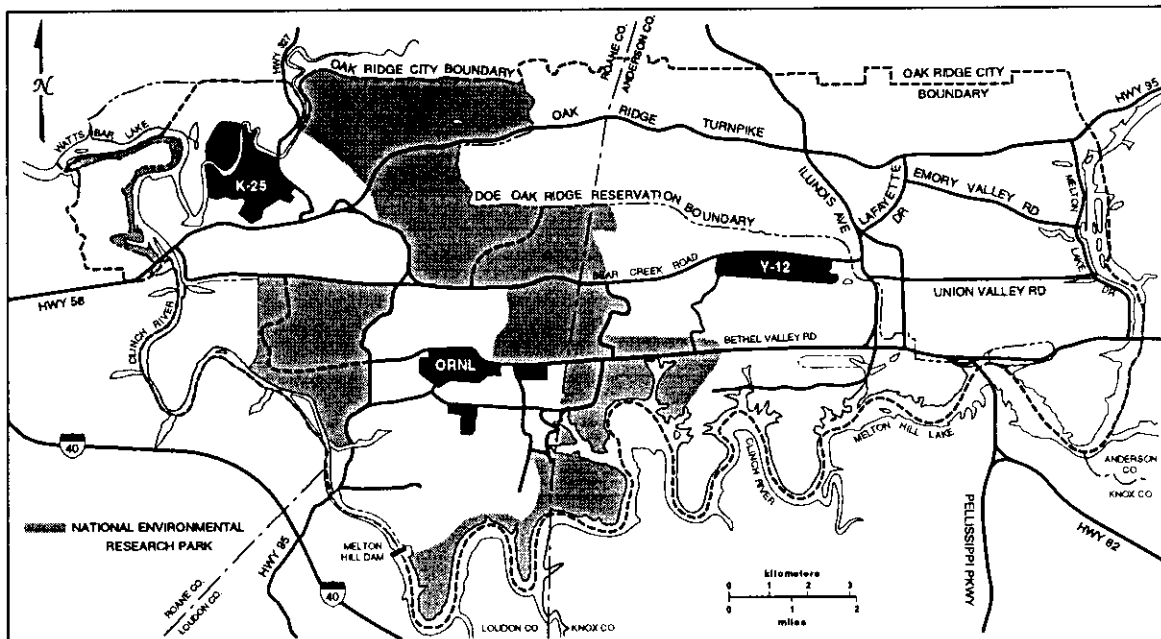 N
HWY 327
OAK RIDGE CITY BOUNDARY
ROANE CO.
ANDERSON CO.
OAK RIDGE CITY
BOUNDARY
HWY 95
WATTS BAR LAKE
OAK RIDGE TURNPIKE
K-25
DOE OAK RIDGE RESERVATION
BOUNDARY
ILLINOIS AVE
LAFAYETTE
DR
EMORY VALLEY RD
MELTON
LAKE
DR
BEAR CREEK ROAD
Y-12
HWY 58
UNION VALLEY RD
CLINCH RIVER
BETHEL VALLEY RD
ORNL
40
MELTON HILL LAKE
CLINCH RIVER
ANDERSON
CO
KNOX CO
NATIONAL ENVIRONMENTAL
RESEARCH PARK
HWY 95
MELTON
HILL DAM
PELLISSIPPI PKWY
HWY 62
ROANE CO.
LOUDON CO.
40
kilometers
0 1 2 3
0 1 2
miles
LOUDON CO
KNOX CO